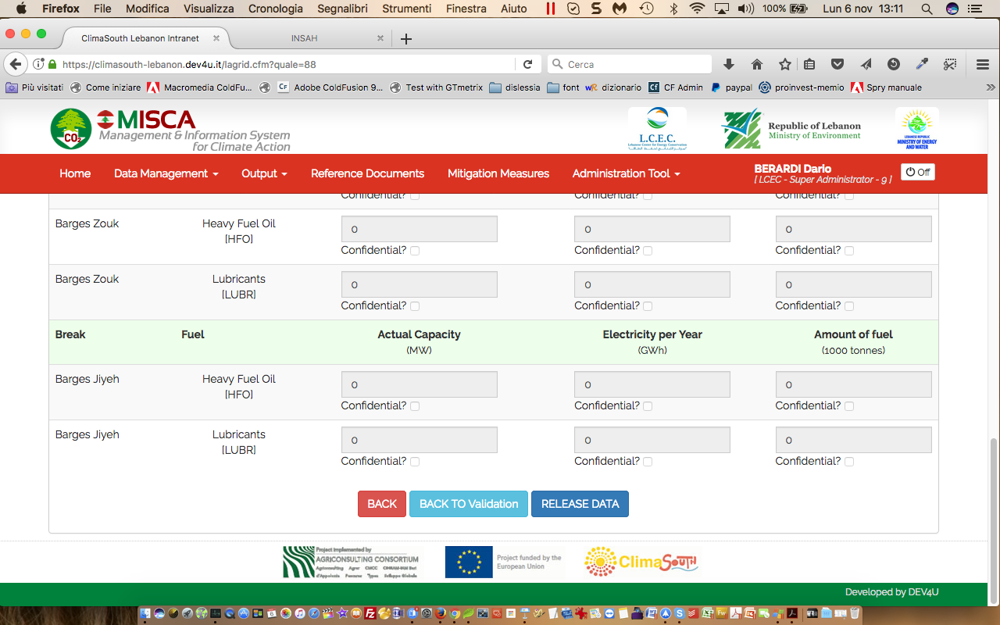 Firefox File Modifica Visualizza Cronologia Segnalibri Strumenti Finestra Aiuto 100% Lun 6 nov 13:11
ClimaSouth Lebanon Intranet INSAH
https://climasouth-lebanon.dev4u.it/lagrid.cfm?quale=88 Cerca
Più visitati Come iniziare Macromedia ColdFu... Adobe ColdFusion 9... Test with GTmetrix dislessia font dizionario CF Admin paypal proinvest-memio Spry manuale
CO2 MISCA
Management & Information System
for Climate Action
L.C.E.C.
Lebanese Center for Energy Conservation
Republic of Lebanon
Ministry of Environment
LEBANESE REPUBLIC
MINISTRY OF ENERGY
AND WATER
Home Data Management Output Reference Documents Mitigation Measures Administration Tool
BERARDI Dario
[ LCEC - Super Administrator - 9 ]
Off
Confidential? Confidential? Confidential?
Barges Zouk Heavy Fuel Oil 0 0 0
[HFO]
Confidential? Confidential? Confidential?
Barges Zouk Lubricants 0 0 0
[LUBR]
Confidential? Confidential? Confidential?
Break Fuel Actual Capacity Electricity per Year Amount of fuel
(MW) (GWh) (1000 tonnes)
Barges Jiyeh Heavy Fuel Oil 0 0 0
[HFO]
Confidential? Confidential? Confidential?
Barges Jiyeh Lubricants 0 0 0
[LUBR]
Confidential? Confidential? Confidential?
BACK BACK TO Validation RELEASE DATA
Project implemented by
AGRICONSULTING CONSORTIUM
Project funded by the
European Union
ClimaSouth
Developed by DEV4U